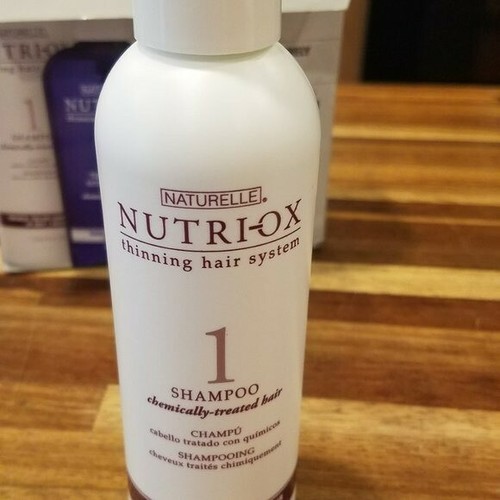 NATURELLE®
NUTRI-OX
thinning hair system
1
SHAMPOO
chemically-treated hair
CHAMPÚ
cabello tratado con químicos
SHAMPOOING
cheveux traités chimiquement